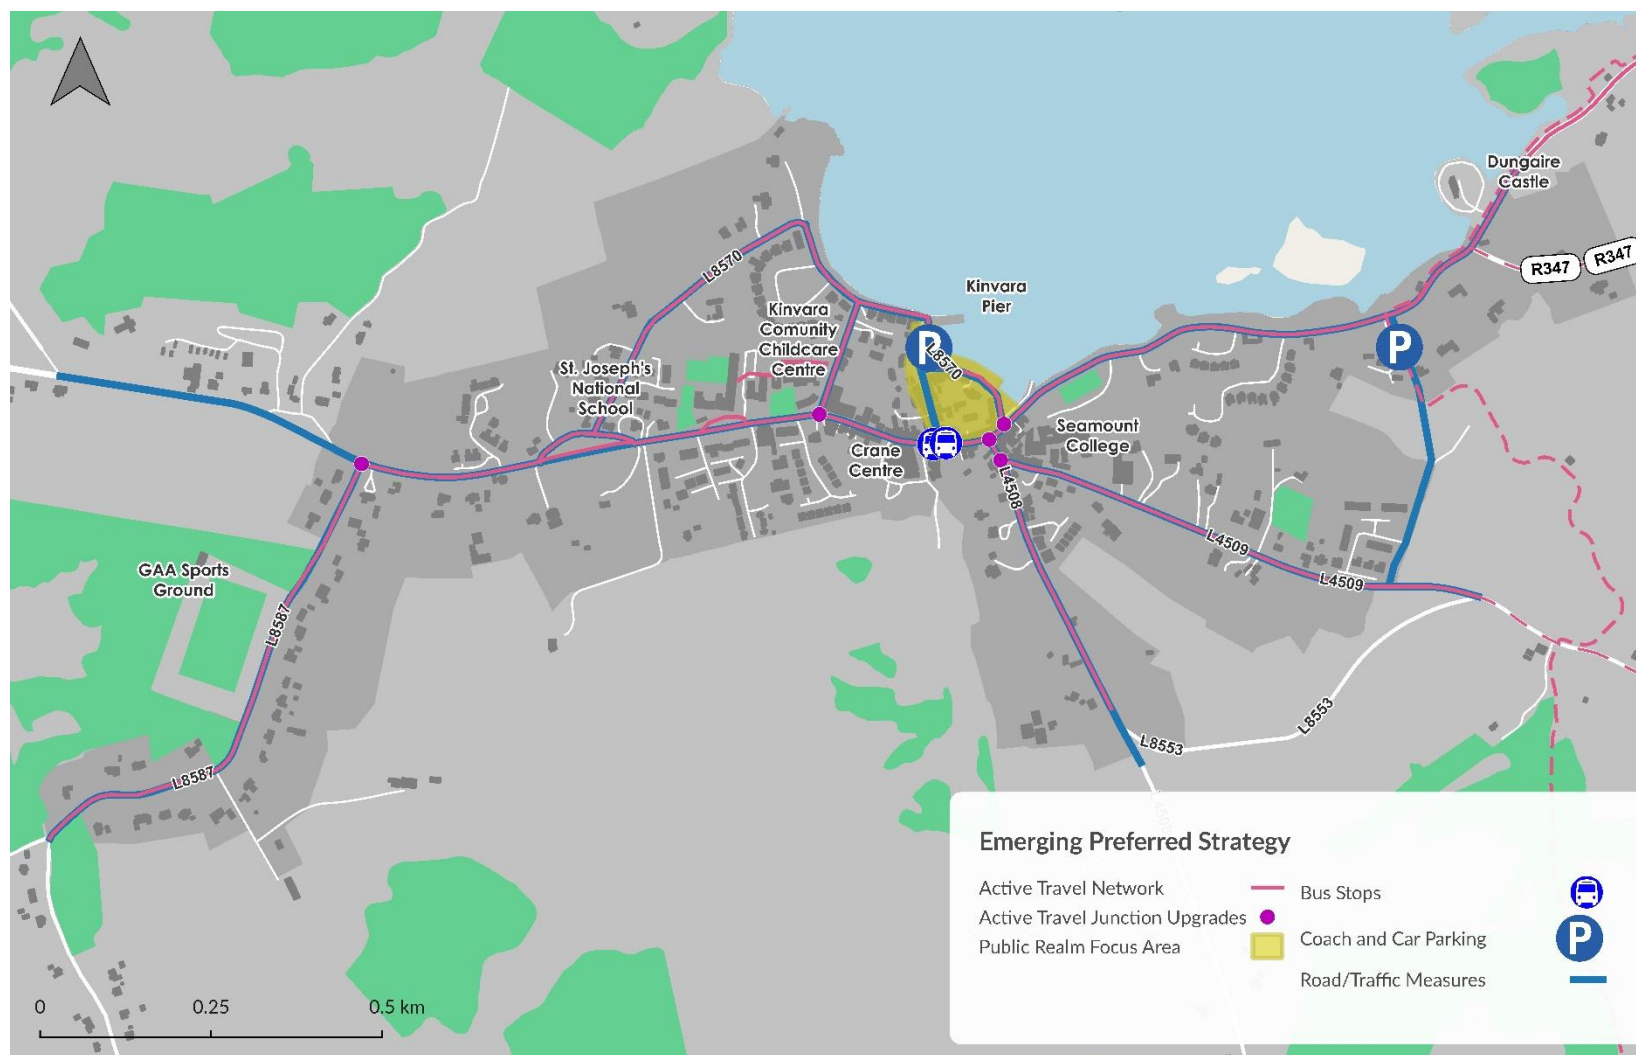 Dungaire
Castle
R347
R347
L8570
Kinvara
Pier
Kinvara
Comunity
Childcare
Centre
P
L8570
P
St. Joseph's
National
School
Seamount
College
Crane
Centre
L4508
L4509
L4509
GAA Sports
Ground
L8587
L8587
L8553
L8553
Emerging Preferred Strategy
Active Travel Network
Bus Stops
Active Travel Junction Upgrades
Coach and Car Parking
P
Public Realm Focus Area
Road/Traffic Measures
0
0.25
0.5 km